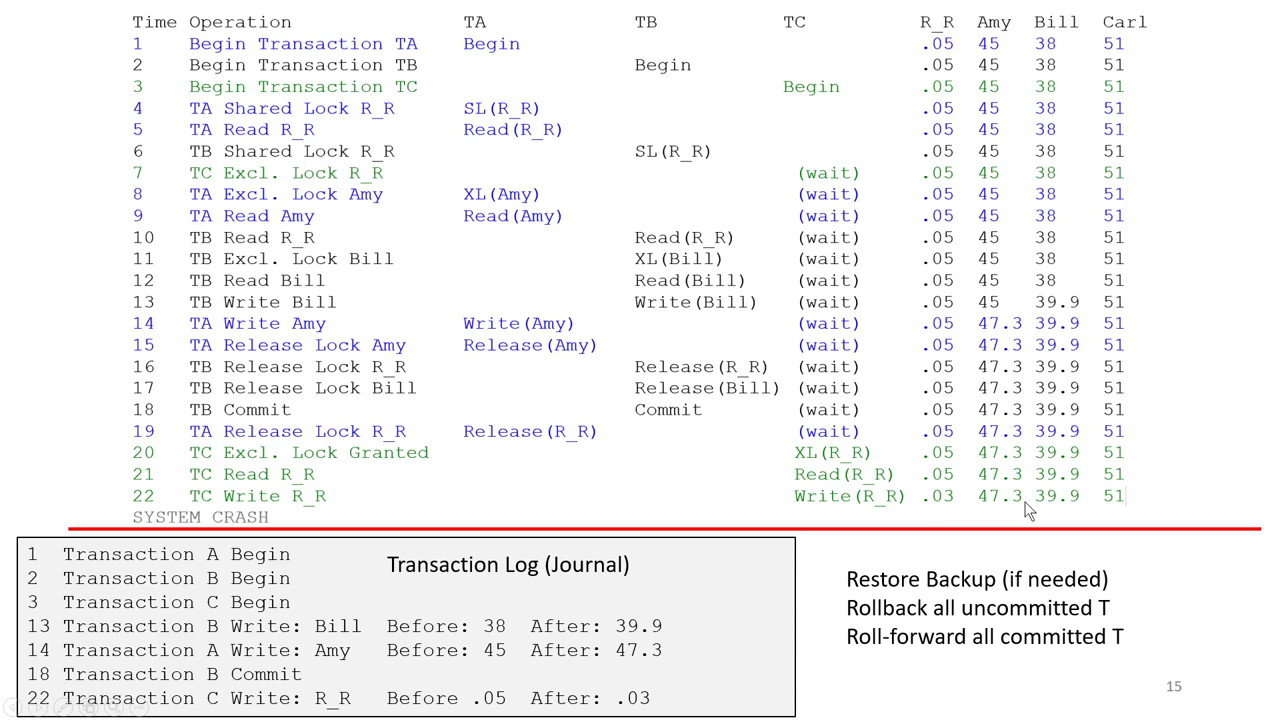 Time Operation TA TB TC R_R Amy Bill Carl
1 Begin Transaction TA Begin .05 45 38 51
2 Begin Transaction TB Begin .05 45 38 51
3 Begin Transaction TC Begin .05 45 38 51
4 TA Shared Lock R_R SL(R_R) .05 45 38 51
5 TA Read R_R Read(R_R) .05 45 38 51
6 TB Shared Lock R_R SL(R_R) .05 45 38 51
7 TC Excl. Lock R_R (wait) .05 45 38 51
8 TA Excl. Lock Amy XL(Amy) (wait) .05 45 38 51
9 TA Read Amy Read(Amy) (wait) .05 45 38 51
10 TB Read R_R Read(R_R) (wait) .05 45 38 51
11 TB Excl. Lock Bill XL(Bill) (wait) .05 45 38 51
12 TB Read Bill Read(Bill) (wait) .05 45 38 51
13 TB Write Bill Write(Bill) (wait) .05 45 39.9 51
14 TA Write Amy Write(Amy) (wait) .05 47.3 39.9 51
15 TA Release Lock Amy Release(Amy) (wait) .05 47.3 39.9 51
16 TB Release Lock R_R Release(R_R) (wait) .05 47.3 39.9 51
17 TB Release Lock Bill Release(Bill) (wait) .05 47.3 39.9 51
18 TB Commit Commit (wait) .05 47.3 39.9 51
19 TA Release Lock R_R Release(R_R) (wait) .05 47.3 39.9 51
20 TC Excl. Lock Granted XL(R_R) .05 47.3 39.9 51
21 TC Read R_R Read(R_R) .05 47.3 39.9 51
22 TC Write R_R Write(R_R) .03 47.3 39.9 51
SYSTEM CRASH
Transaction Log (Journal)
1 Transaction A Begin
2 Transaction B Begin
3 Transaction C Begin
13 Transaction B Write: Bill Before: 38 After: 39.9
14 Transaction A Write: Amy Before: 45 After: 47.3
18 Transaction B Commit
22 Transaction C Write: R_R Before .05 After: .03
Restore Backup (if needed)
Rollback all uncommitted T
Roll-forward all committed T
15